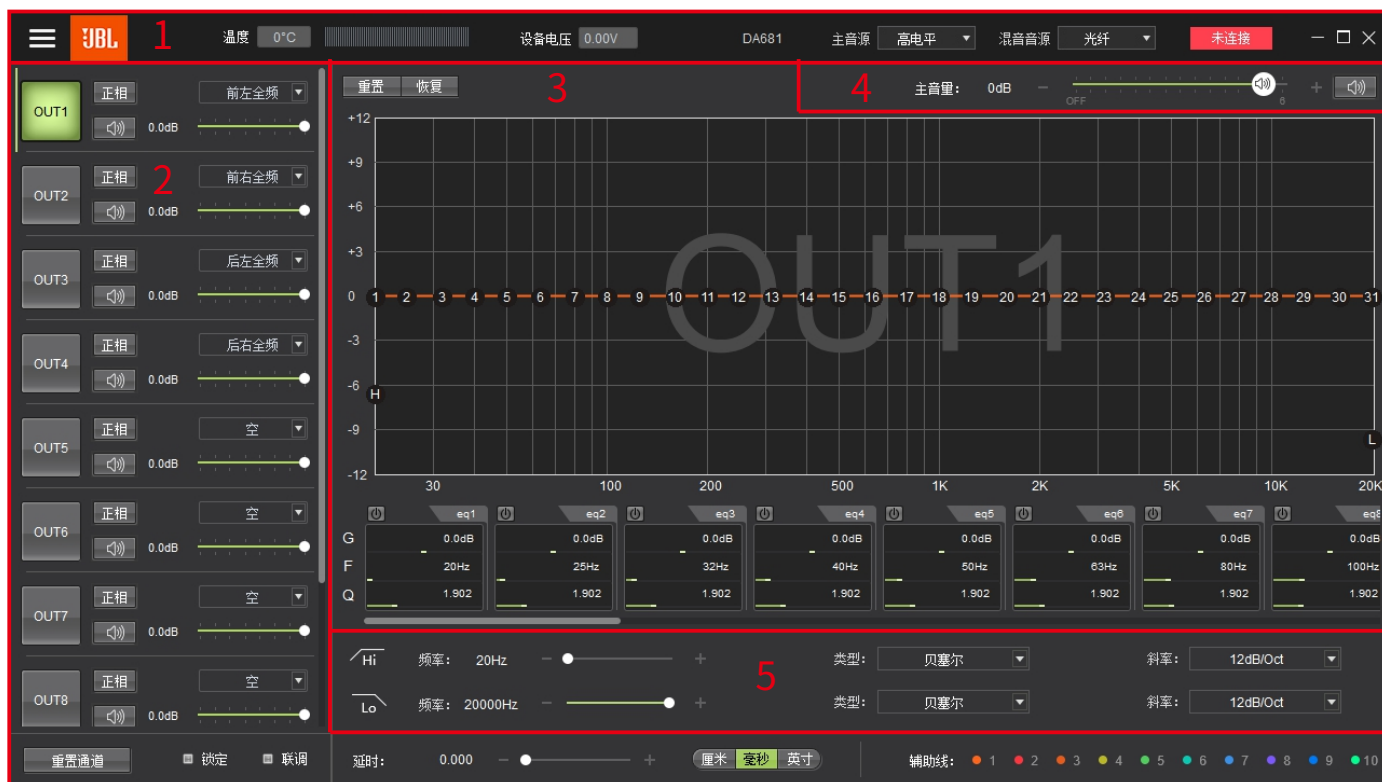 JBL 1 温度 0°C 设备电压 0.00V DA681 主音源 高电平 混音音源 光纤 未连接
OUT1 正相 前左全频
0.0dB
OUT2 正相 2 前右全频
0.0dB
OUT3 正相 后左全频
0.0dB
OUT4 正相 后右全频
0.0dB
OUT5 正相 空
0.0dB
OUT6 正相 空
0.0dB
OUT7 正相 空
0.0dB
OUT8 正相 空
0.0dB
重置 恢复 3
4 主音量： 0dB OFF 6
+12
+9
+6
+3
0 1 2 3 4 5 6 7 8 9 10 11 12 13 14 15 16 17 18 19 20 21 22 23 24 25 26 27 28 29 30 31
-3
-6 H
-9 L
-12
OUT1
30 100 200 500 1K 2K 5K 10K 20K
eq1 eq2 eq3 eq4 eq5 eq6 eq7 eq8
G 0.0dB 0.0dB 0.0dB 0.0dB 0.0dB 0.0dB 0.0dB 0.0dB
F 20Hz 25Hz 32Hz 40Hz 50Hz 63Hz 80Hz 100Hz
Q 1.902 1.902 1.902 1.902 1.902 1.902 1.902 1.902
Hi 频率： 20Hz 类型： 贝塞尔 斜率： 12dB/Oct
5
Lo 频率： 20000Hz 类型： 贝塞尔 斜率： 12dB/Oct
重置通道 锁定 联调 延时： 0.000 厘米 毫秒 英寸 辅助线： 1 2 3 4 5 6 7 8 9 10